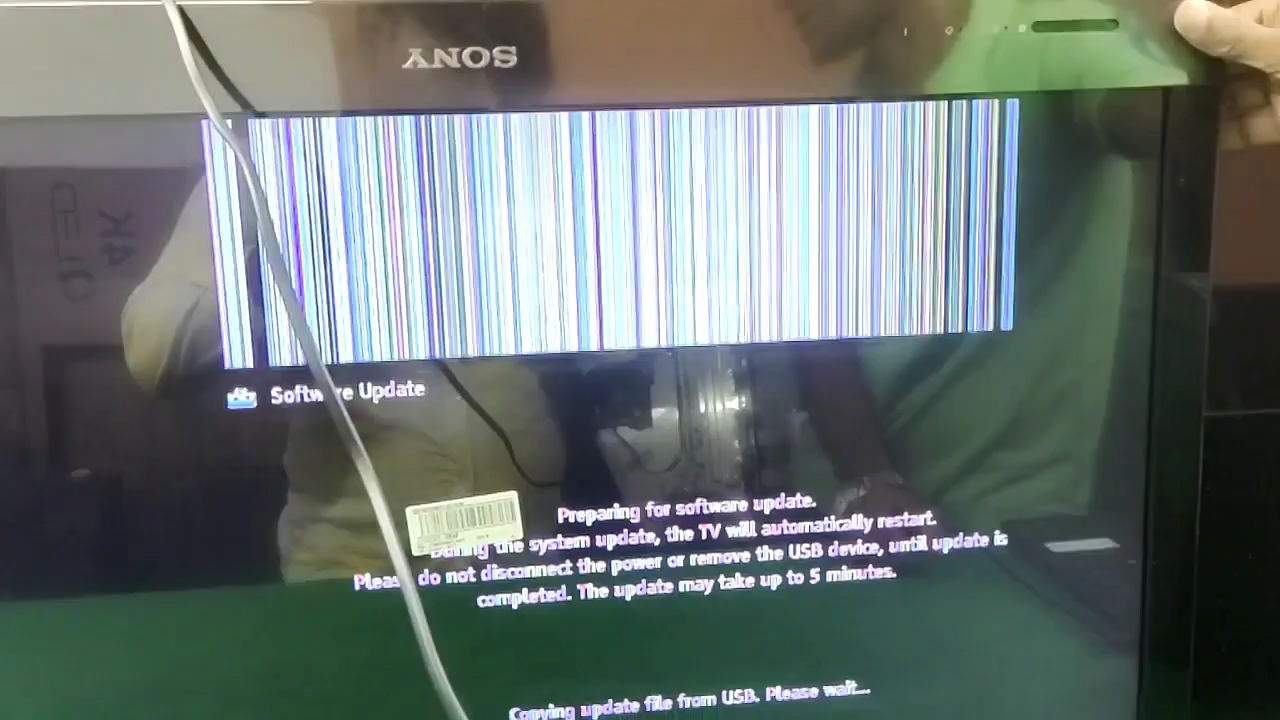 SONY
4K
OLED
Software Update
Preparing for software update.
During the system update, the TV will automatically restart.
Please do not disconnect the power or remove the USB device, until update is
completed. The update may take up to 5 minutes.
Copying update file from USB. Please wait...